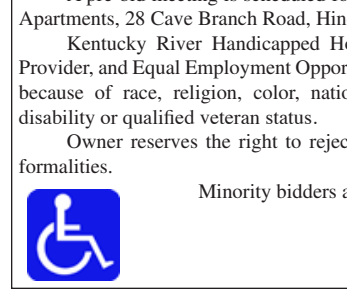 A pre-bid meeting is scheduled fo
Apartments, 28 Cave Branch Road, Hin
Kentucky River Handicapped Ho
Provider, and Equal Employment Oppor
because of race, religion, color, natio
disability or qualified veteran status.
Owner reserves the right to rejec
formalities.
Minority bidders a